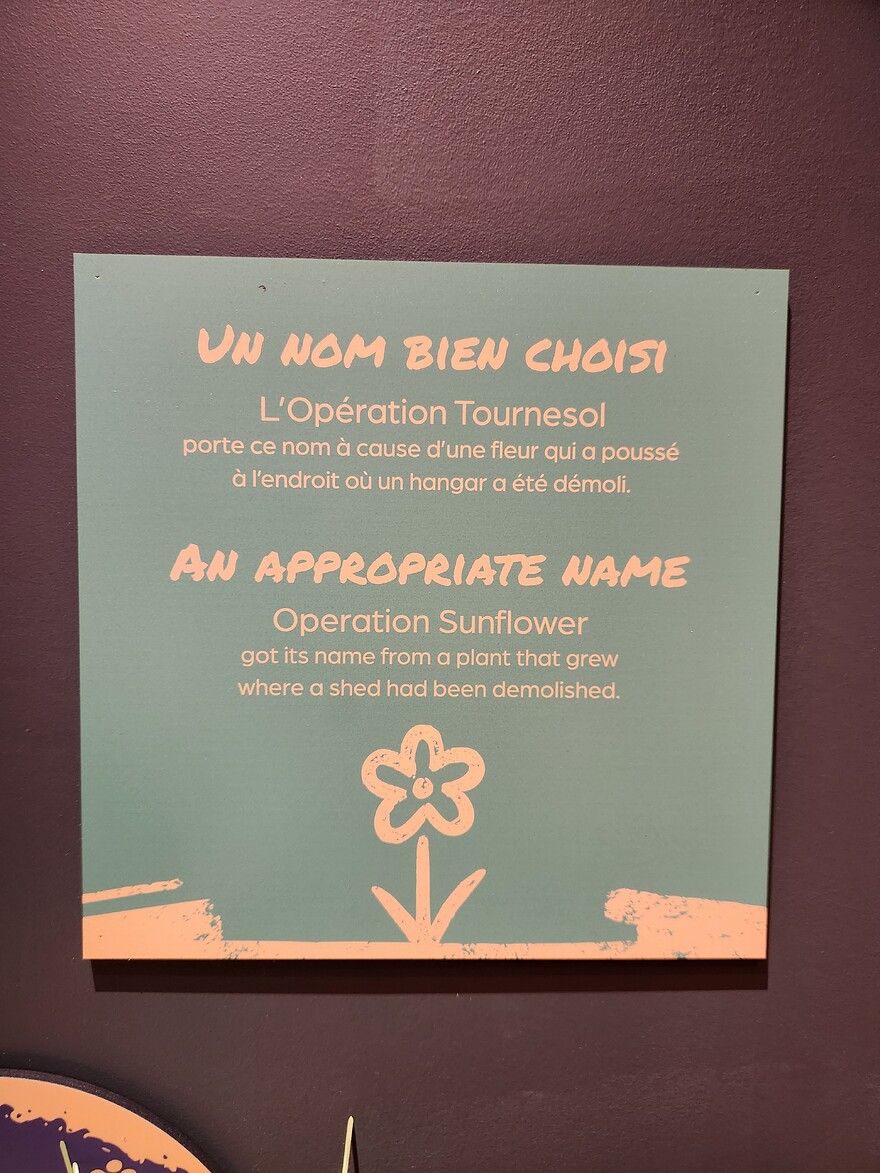 Un nom bien choisi
L'Opération Tournesol
porte ce nom à cause d'une fleur qui a poussé
à l'endroit où un hangar a été démoli.
An appropriate name
Operation Sunflower
got its name from a plant that grew
where a shed had been demolished.